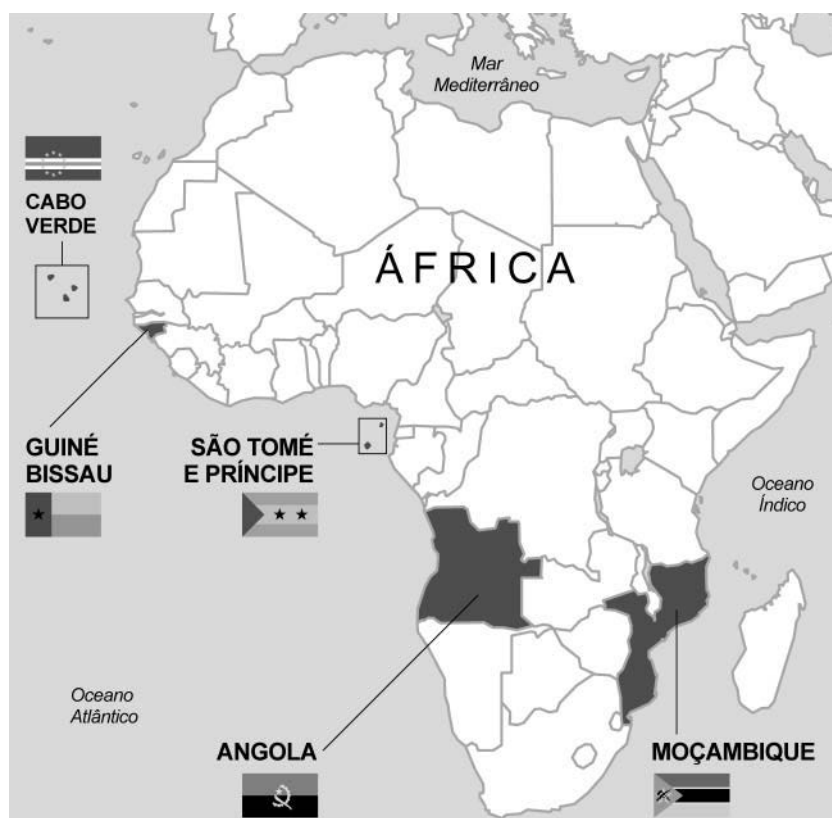 Mar
Mediterrâneo
CABO
VERDE
ÁFRICA
GUINÉ
BISSAU
SÃO TOMÉ
E PRÍNCIPE
Oceano
Índico
Oceano
Atlântico
ANGOLA
MOÇAMBIQUE